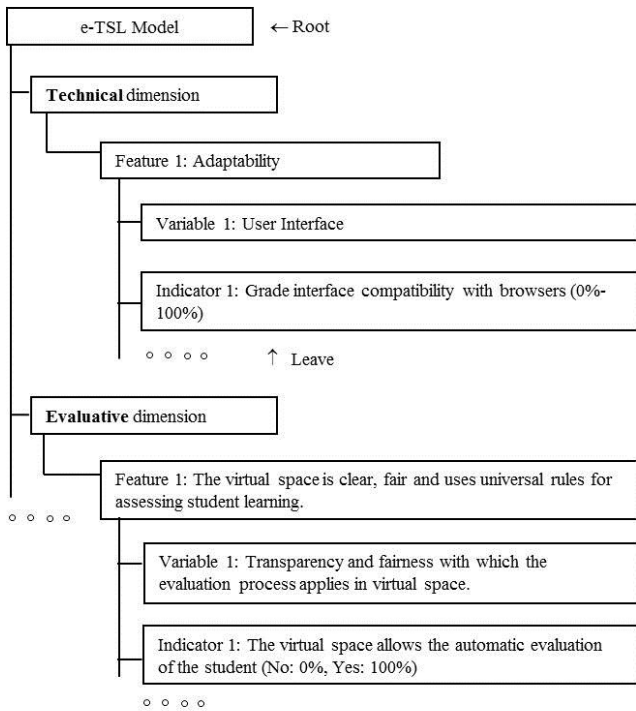 e-TSL Model ← Root
Technical dimension
Feature 1: Adaptability
Variable 1: User Interface
Indicator 1: Grade interface compatibility with browsers (0%-
100%)
↑ Leave
Evaluative dimension
Feature 1: The virtual space is clear, fair and uses universal rules for
assessing student learning.
Variable 1: Transparency and fairness with which the
evaluation process applies in virtual space.
Indicator 1: The virtual space allows the automatic evaluation
of the student (No: 0%, Yes: 100%)